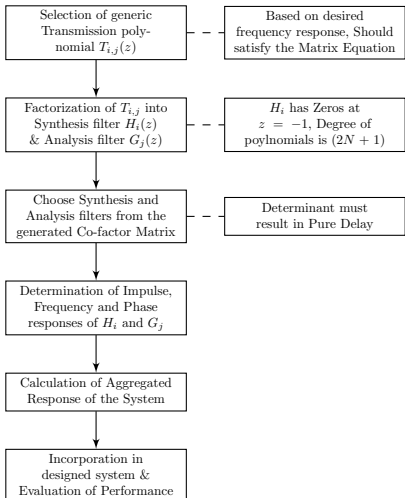 Selection of generic
Transmission poly-
nomial T_{i,j}(z)
Based on desired
frequency response, Should
satisfy the Matrix Equation
Factorization of T_{i,j} into
Synthesis filter H_i(z)
& Analysis filter G_j(z)
H_i has Zeros at
z = −1, Degree of
poylnomials is (2N + 1)
Choose Synthesis and
Analysis filters from the
generated Co-factor Matrix
Determinant must
result in Pure Delay
Determination of Impulse,
Frequency and Phase
responses of H_i and G_j
Calculation of Aggregated
Response of the System
Incorporation in
designed system &
Evaluation of Performance